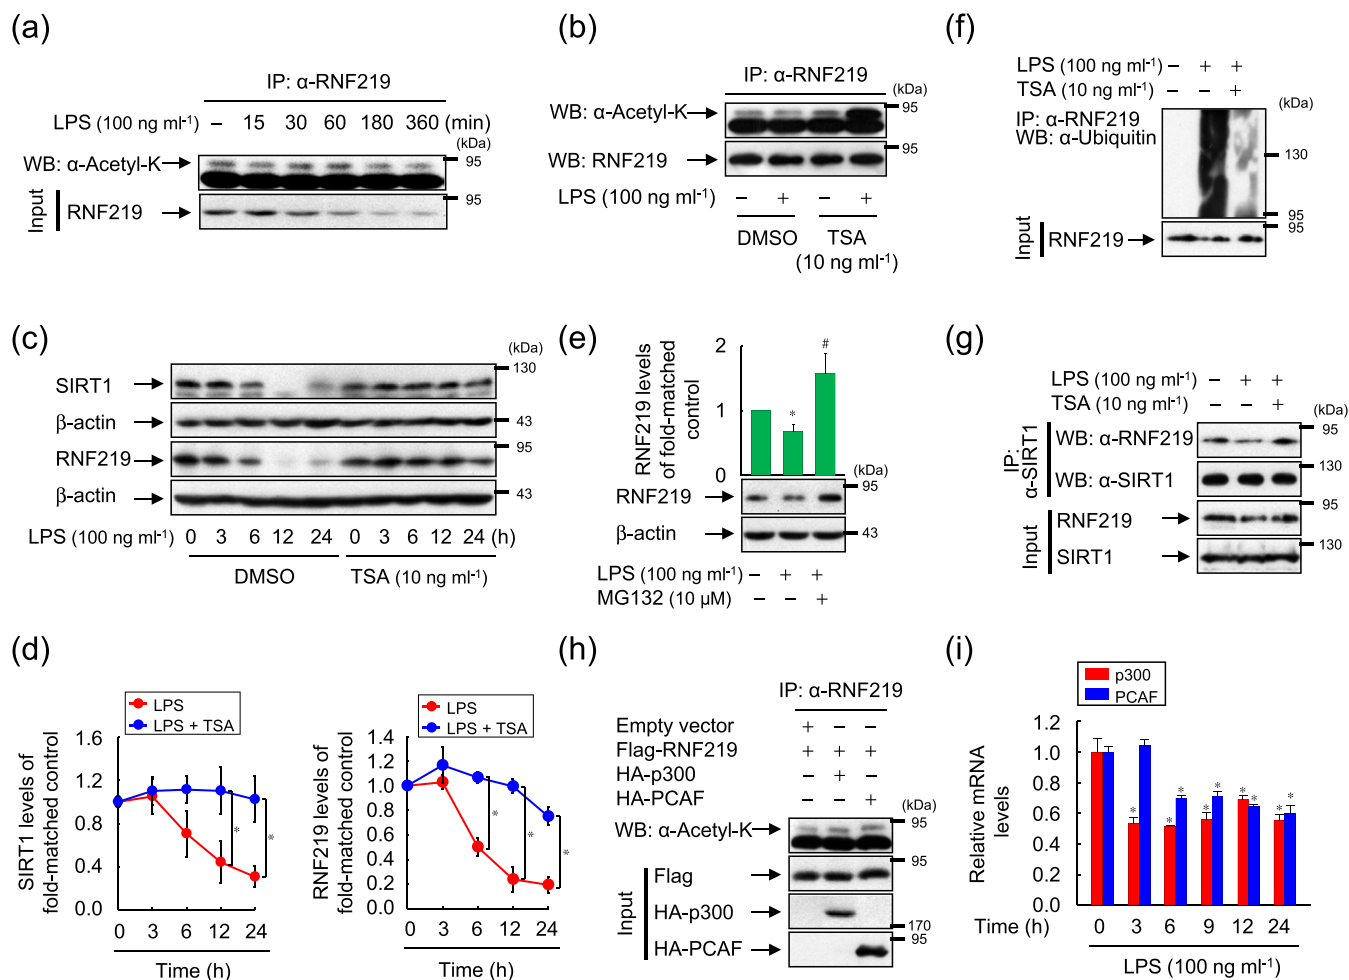 (a)
IP: α-RNF219
LPS (100 ng ml⁻¹) – 15 30 60 180 360 (min)
(kDa)
WB: α-Acetyl-K
95
Input
RNF219
95
(b)
IP: α-RNF219
(kDa)
WB: α-Acetyl-K
95
WB: RNF219
95
LPS (100 ng ml⁻¹) – + – +
DMSO TSA
(10 ng ml⁻¹)
(f)
LPS (100 ng ml⁻¹) – + +
TSA (10 ng ml⁻¹) – – +
(kDa)
IP: α-RNF219
WB: α-Ubiquitin
130
95
95
Input
RNF219
(c)
(kDa)
130
SIRT1
β-actin
43
95
RNF219
β-actin
43
LPS (100 ng ml⁻¹) 0 3 6 12 24 0 3 6 12 24 (h)
DMSO TSA (10 ng ml⁻¹)
(e)
RNF219 levels
of fold-matched
control
2
1
0
*
#
(kDa)
RNF219
95
β-actin
43
LPS (100 ng ml⁻¹) – + +
MG132 (10 µM) – – +
(g)
LPS (100 ng ml⁻¹) – + +
TSA (10 ng ml⁻¹) – – +
(kDa)
IP:
α-SIRT1
WB: α-RNF219
95
WB: α-SIRT1
130
Input
RNF219
95
SIRT1
130
(d)
LPS
LPS + TSA
SIRT1 levels of
fold-matched control
1.6
1.2
0.8
0.4
0.0
* *
0 3 6 12 24
Time (h)
LPS
LPS + TSA
RNF219 levels of
fold-matched control
1.4
1.2
1.0
0.8
0.6
0.4
0.2
0.0
* * *
0 3 6 12 24
Time (h)
(h)
IP: α-RNF219
Empty vector + – –
Flag-RNF219 + + +
HA-p300 – + –
HA-PCAF – – +
(kDa)
WB: α-Acetyl-K
95
Input
Flag
95
HA-p300
170
HA-PCAF
95
(i)
p300
PCAF
Relative mRNA
levels
1.2
1.0
0.8
0.6
0.4
0.2
0.0
* * * * * * * * *
Time (h) 0 3 6 9 12 24
LPS (100 ng ml⁻¹)